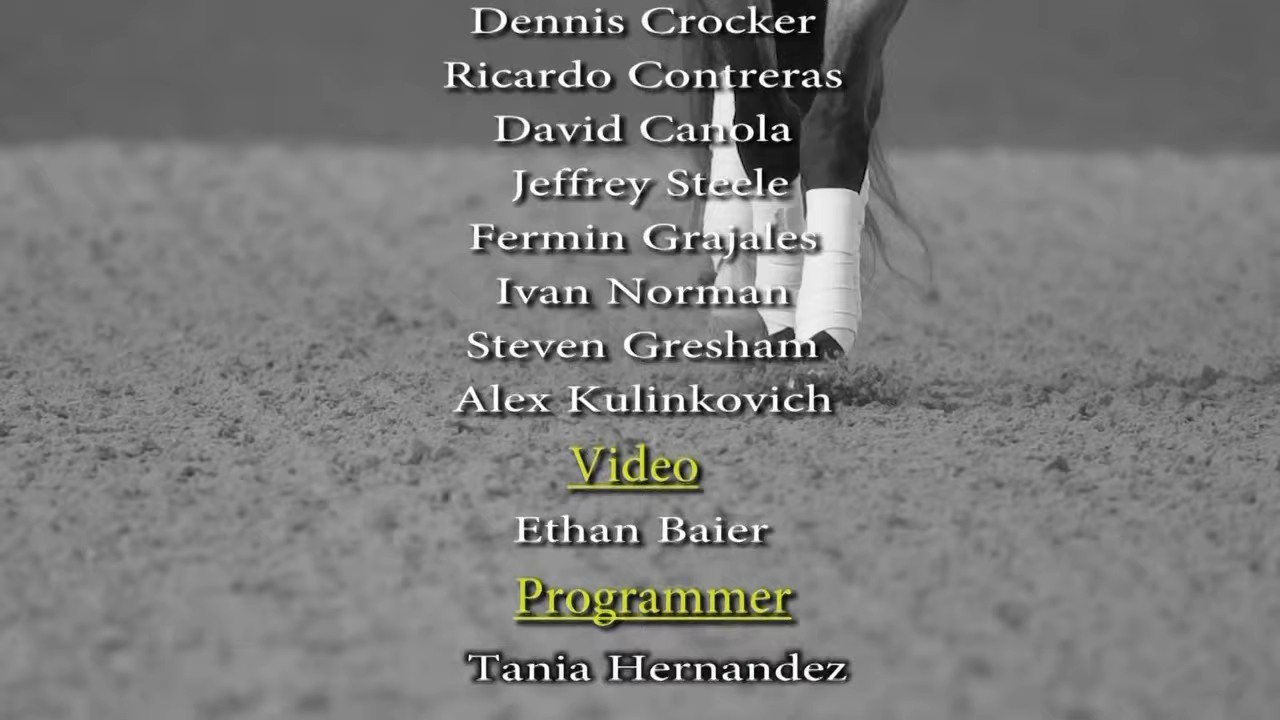 Dennis Crocker
Ricardo Contreras
David Canola
Jeffrey Steele
Fermin Grajales
Ivan Norman
Steven Gresham
Alex Kulinkovich
Video
Ethan Baier
Programmer
Tania Hernandez